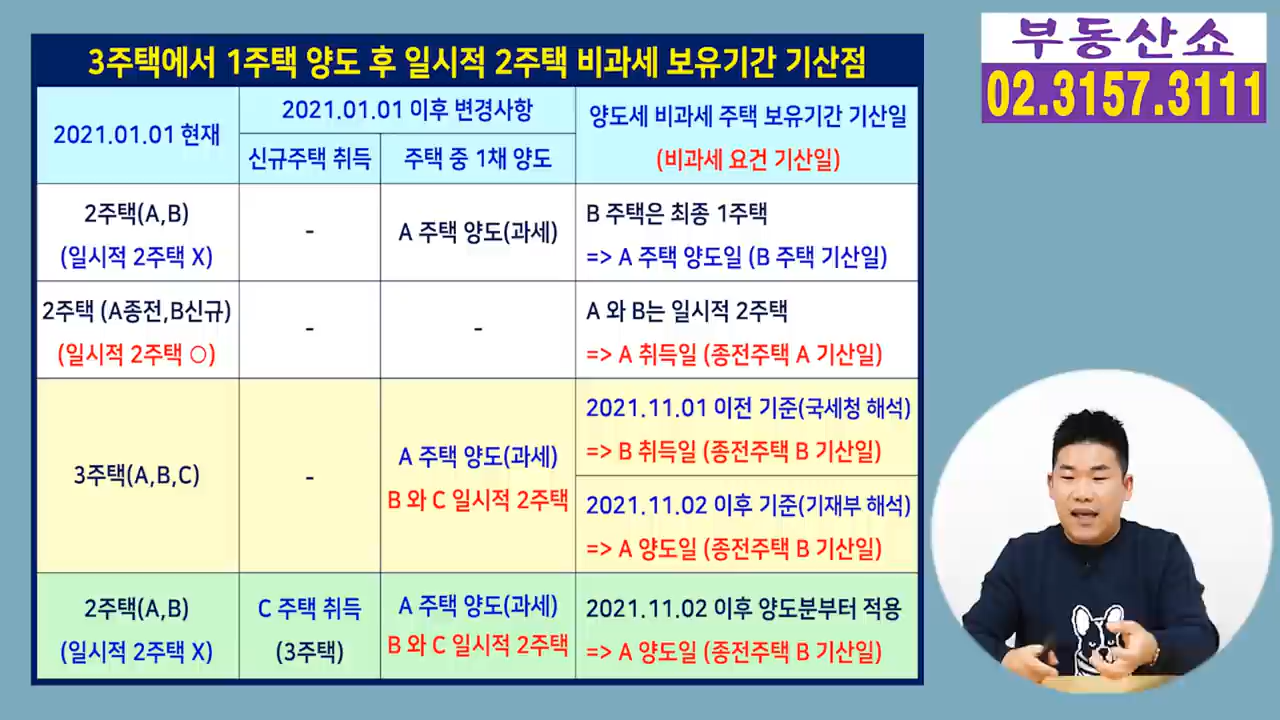 부동산쇼
02.3157.3111
3주택에서 1주택 양도 후 일시적 2주택 비과세 보유기간 기산점
2021.01.01 현재
2021.01.01 이후 변경사항
신규주택 취득
주택 중 1채 양도
양도세 비과세 주택 보유기간 기산일
(비과세 요건 기산일)
2주택(A,B)
(일시적 2주택 X)
-
A 주택 양도(과세)
B 주택은 최종 1주택
=> A 주택 양도일 (B 주택 기산일)
2주택 (A종전,B신규)
(일시적 2주택 ○)
-
-
A 와 B는 일시적 2주택
=> A 취득일 (종전주택 A 기산일)
3주택(A,B,C)
-
A 주택 양도(과세)
B 와 C 일시적 2주택
2021.11.01 이전 기준(국세청 해석)
=> B 취득일 (종전주택 B 기산일)
2021.11.02 이후 기준(기재부 해석)
=> A 양도일 (종전주택 B 기산일)
2주택(A,B)
(일시적 2주택 X)
C 주택 취득
(3주택)
A 주택 양도(과세)
B 와 C 일시적 2주택
2021.11.02 이후 양도분부터 적용
=> A 양도일 (종전주택 B 기산일)